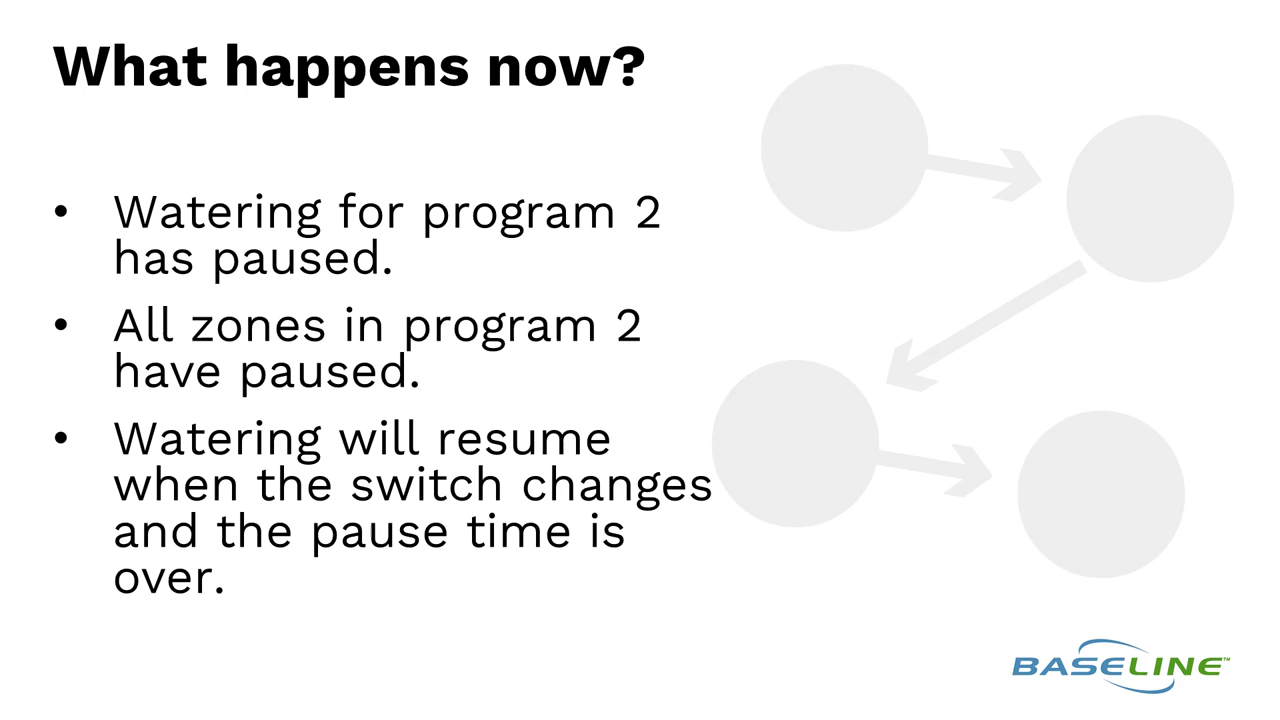 What happens now?
• Watering for program 2
has paused.
• All zones in program 2
have paused.
• Watering will resume
when the switch changes
and the pause time is
over.
BASELINE™